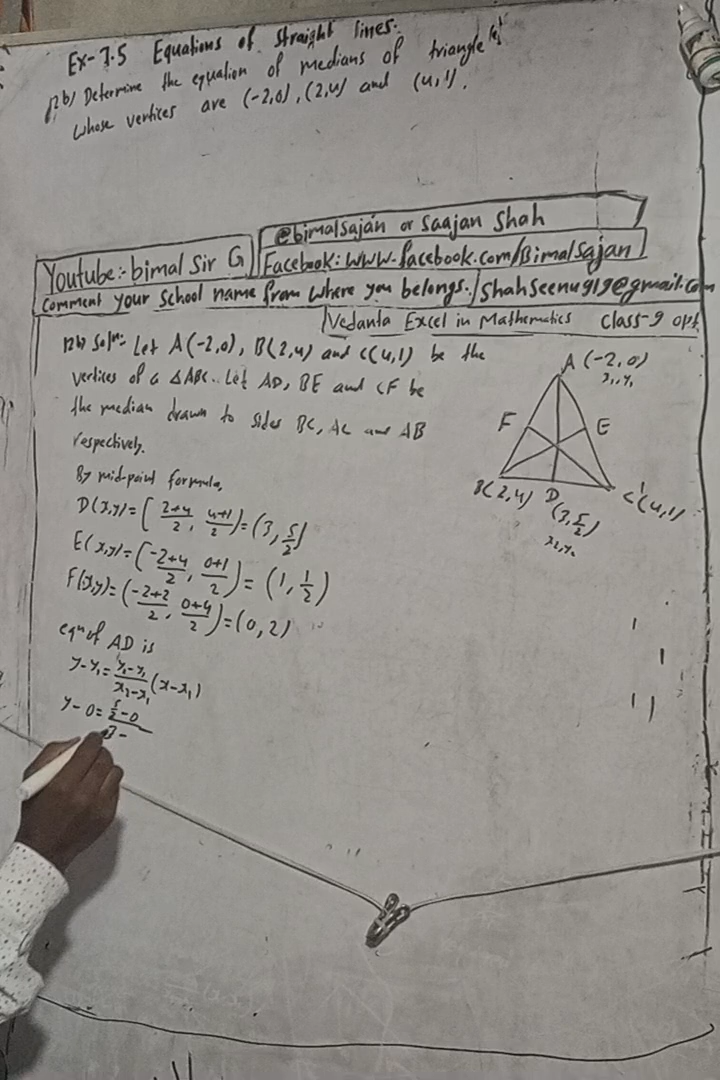 Ex-7.5 Equations of Straight lines.
12b) Determine the equation of medians of triangle
whose vertices are (-2,0), (2,4) and (4,1).
@bimalsajan or Saajan Shah
Youtube:- bimal Sir G
Facebook: www.facebook.com/Bimalsajan
Comment your school name from where you belongs. / Shahseenu919@gmail.com
Vedanta Excel in Mathematics class-9 opt
12b) Solⁿ: Let A(-2,0), B(2,4) and C(4,1) be the
vertices of a ΔABC. Let AD, BE and CF be
the median drawn to sides BC, AC and AB
respectively.
By mid-point formula,
D(x,y) = (2+4/2, 4+1/2) = (3, 5/2)
E(x,y) = (-2+4/2, 0+1/2) = (1, 1/2)
F(x,y) = (-2+2/2, 0+4/2) = (0,2)
eqⁿ of AD is
y-y₁ = y₂-y₁/x₂-x₁ (x-x₁)
y-0 = 5/2-0/3-
A(-2,0)
x₁,y₁
F
E
B(2,4)
D(3,5/2)
x₂,y₂
C(4,1)